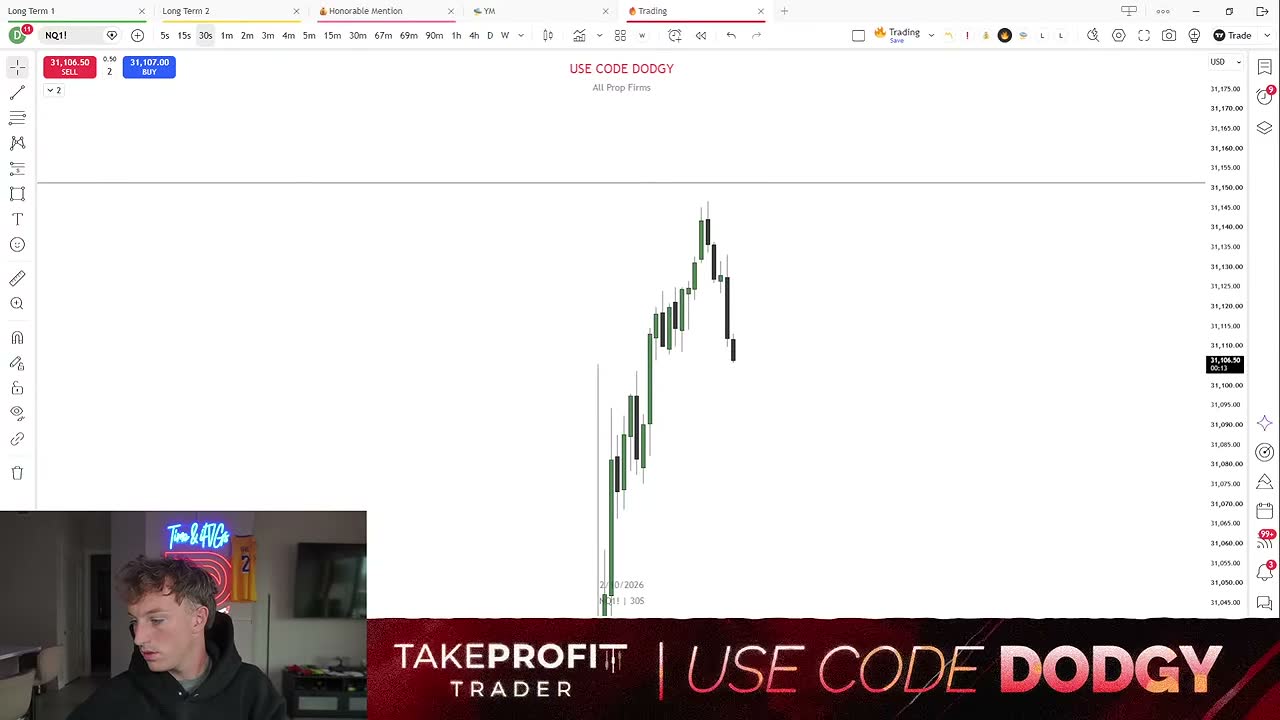 Long Term 1
Long Term 2
Honorable Mention
YM
Trading
D
11
NQ1!
5s
30s
1m
2m
3m
4m
5m
15m
30m
67m
69m
90m
1h
4h
D
W
W
Trading
Save
L
L
Trade
31,106.50
SELL
0.50
2
31,107.00
BUY
2
USE CODE DODGY
All Prop Firms
USD
31,175.00
31,170.00
31,165.00
31,160.00
31,155.00
31,150.00
31,145.00
31,140.00
31,135.00
31,130.00
31,125.00
31,120.00
31,115.00
31,110.00
31,106.50
00:13
31,100.00
31,095.00
31,090.00
31,085.00
31,080.00
31,075.00
31,070.00
31,065.00
31,060.00
31,055.00
31,050.00
31,045.00
9
99+
3
NQ1! | 30S
2
TAKEPROFIT
TRADER
USE CODE DODGY